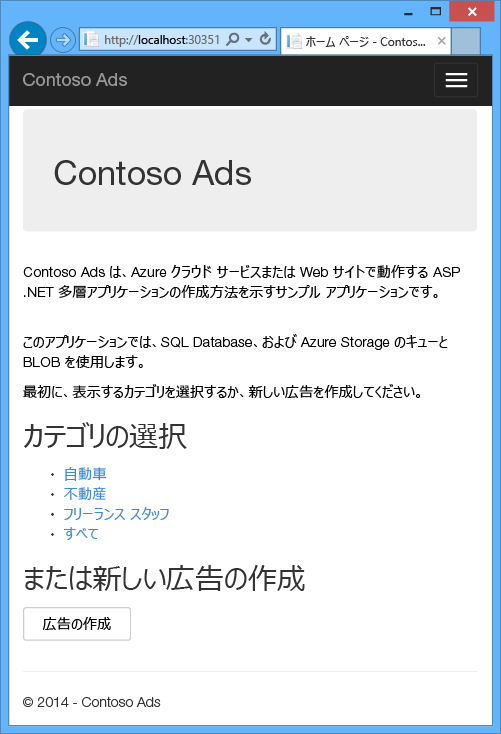 http://localhost:30351
ホーム ページ - Contos...
Contoso Ads
Contoso Ads
Contoso Ads は、Azure クラウド サービスまたは Web サイトで動作する ASP
.NET 多層アプリケーションの作成方法を示すサンプル アプリケーションです。
このアプリケーションでは、SQL Database、および Azure Storage のキューと
BLOB を使用します。
最初に、表示するカテゴリを選択するか、新しい広告を作成してください。
カテゴリの選択
• 自動車
• 不動産
• フリーランス スタッフ
• すべて
または新しい広告の作成
広告の作成
© 2014 - Contoso Ads